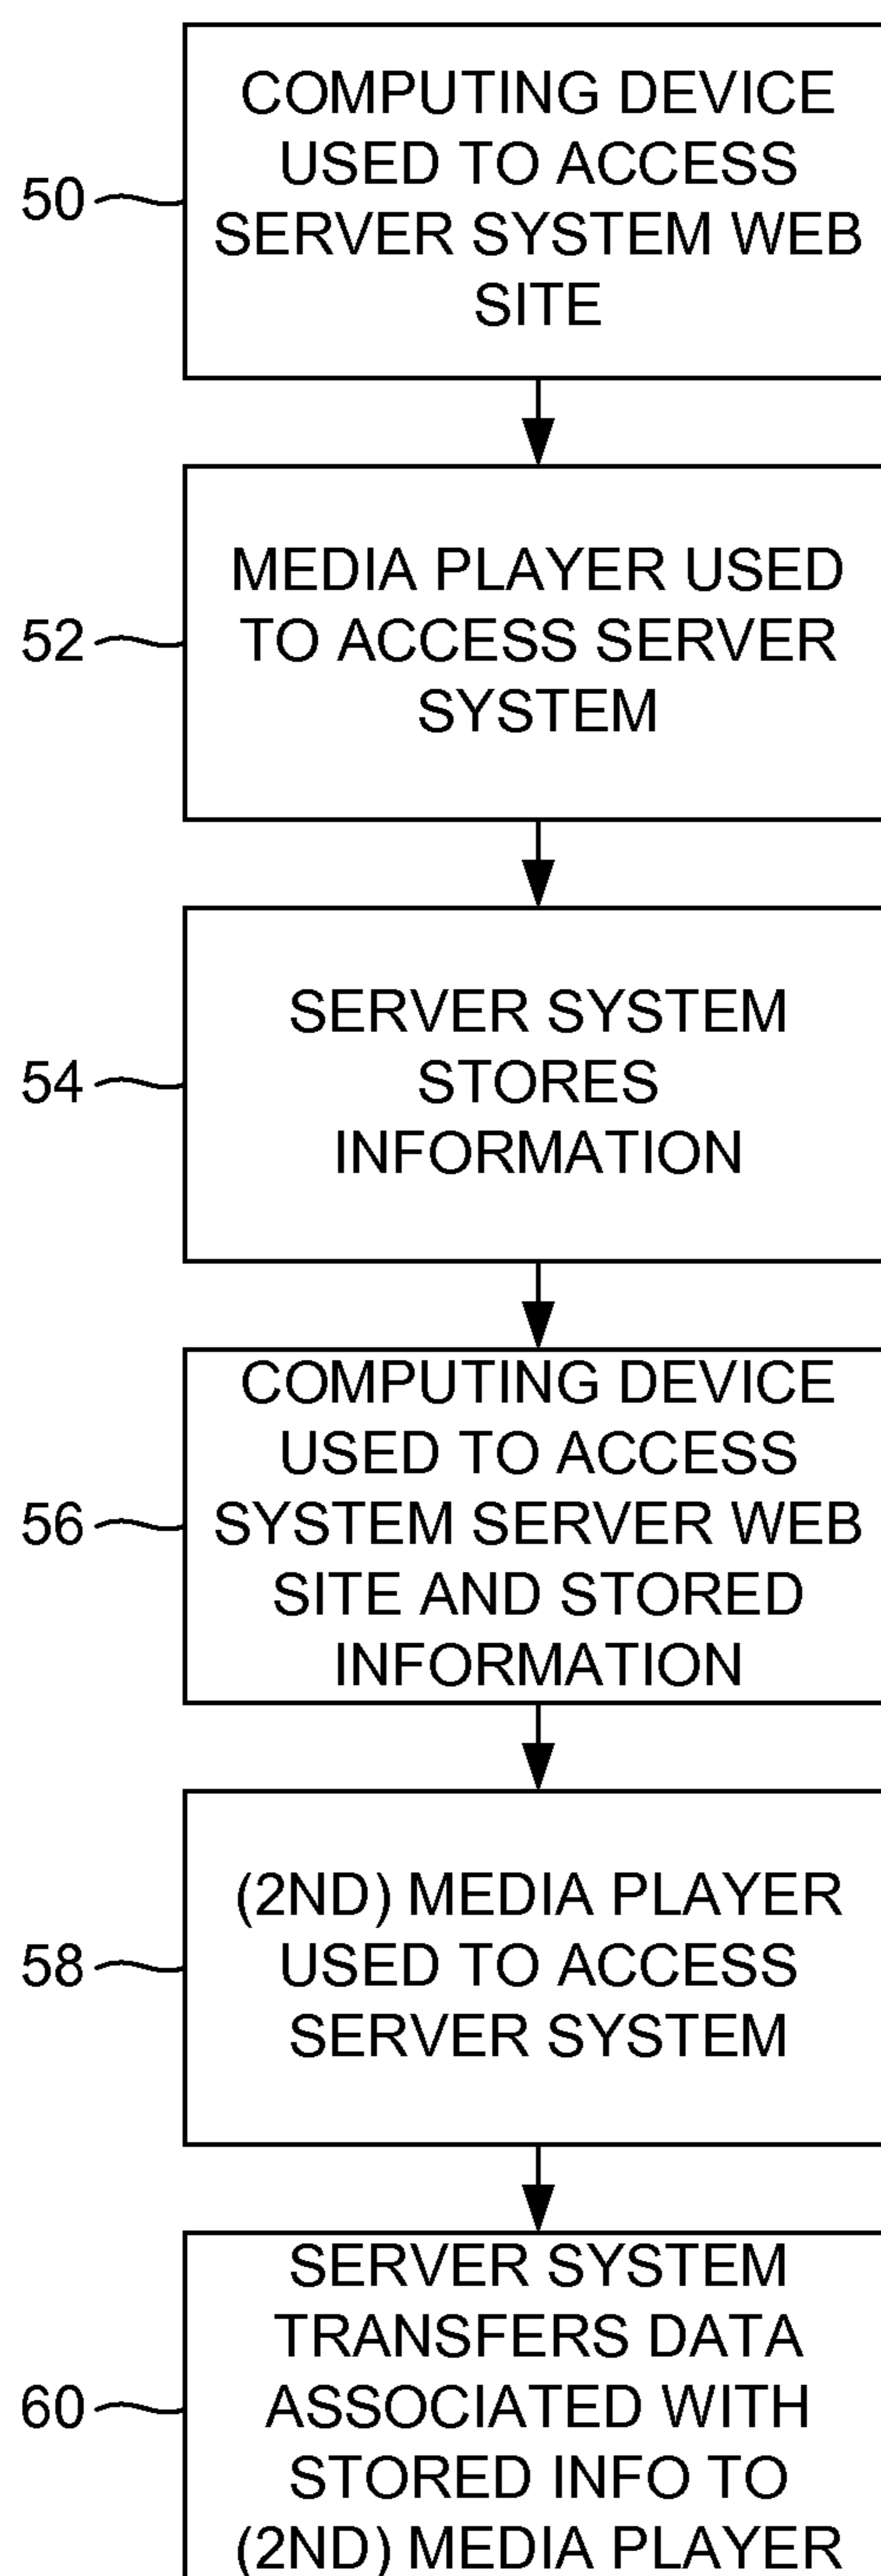 COMPUTING DEVICE
USED TO ACCESS
50
SERVER SYSTEM WEB
SITE
MEDIA PLAYER USED
52
TO ACCESS SERVER
SYSTEM
SERVER SYSTEM
54
STORES
INFORMATION
COMPUTING DEVICE
USED TO ACCESS
56
SYSTEM SERVER WEB
SITE AND STORED
INFORMATION
(2ND) MEDIA PLAYER
58
USED TO ACCESS
SERVER SYSTEM
SERVER SYSTEM
TRANSFERS DATA
60
ASSOCIATED WITH
STORED INFO TO
(2ND) MEDIA PLAYER